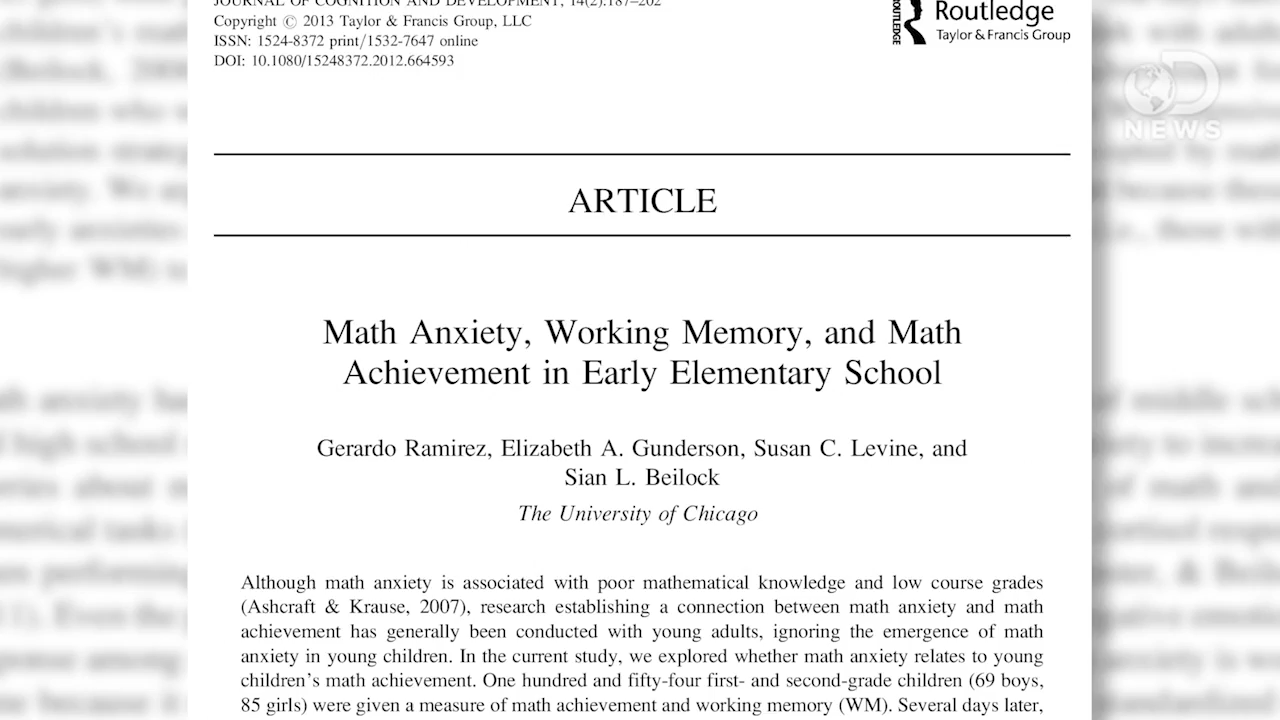 JOURNAL OF COGNITION AND DEVELOPMENT, 14(2):187–202
Copyright © 2013 Taylor & Francis Group, LLC
ISSN: 1524-8372 print/1532-7647 online
DOI: 10.1080/15248372.2012.664593
ROUTLEDGE
Routledge
Taylor & Francis Group
D
NEWS
ARTICLE
Math Anxiety, Working Memory, and Math
Achievement in Early Elementary School
Gerardo Ramirez, Elizabeth A. Gunderson, Susan C. Levine, and
Sian L. Beilock
The University of Chicago
Although math anxiety is associated with poor mathematical knowledge and low course grades
(Ashcraft & Krause, 2007), research establishing a connection between math anxiety and math
achievement has generally been conducted with young adults, ignoring the emergence of math
anxiety in young children. In the current study, we explored whether math anxiety relates to young
children's math achievement. One hundred and fifty-four first- and second-grade children (69 boys,
85 girls) were given a measure of math achievement and working memory (WM). Several days later,